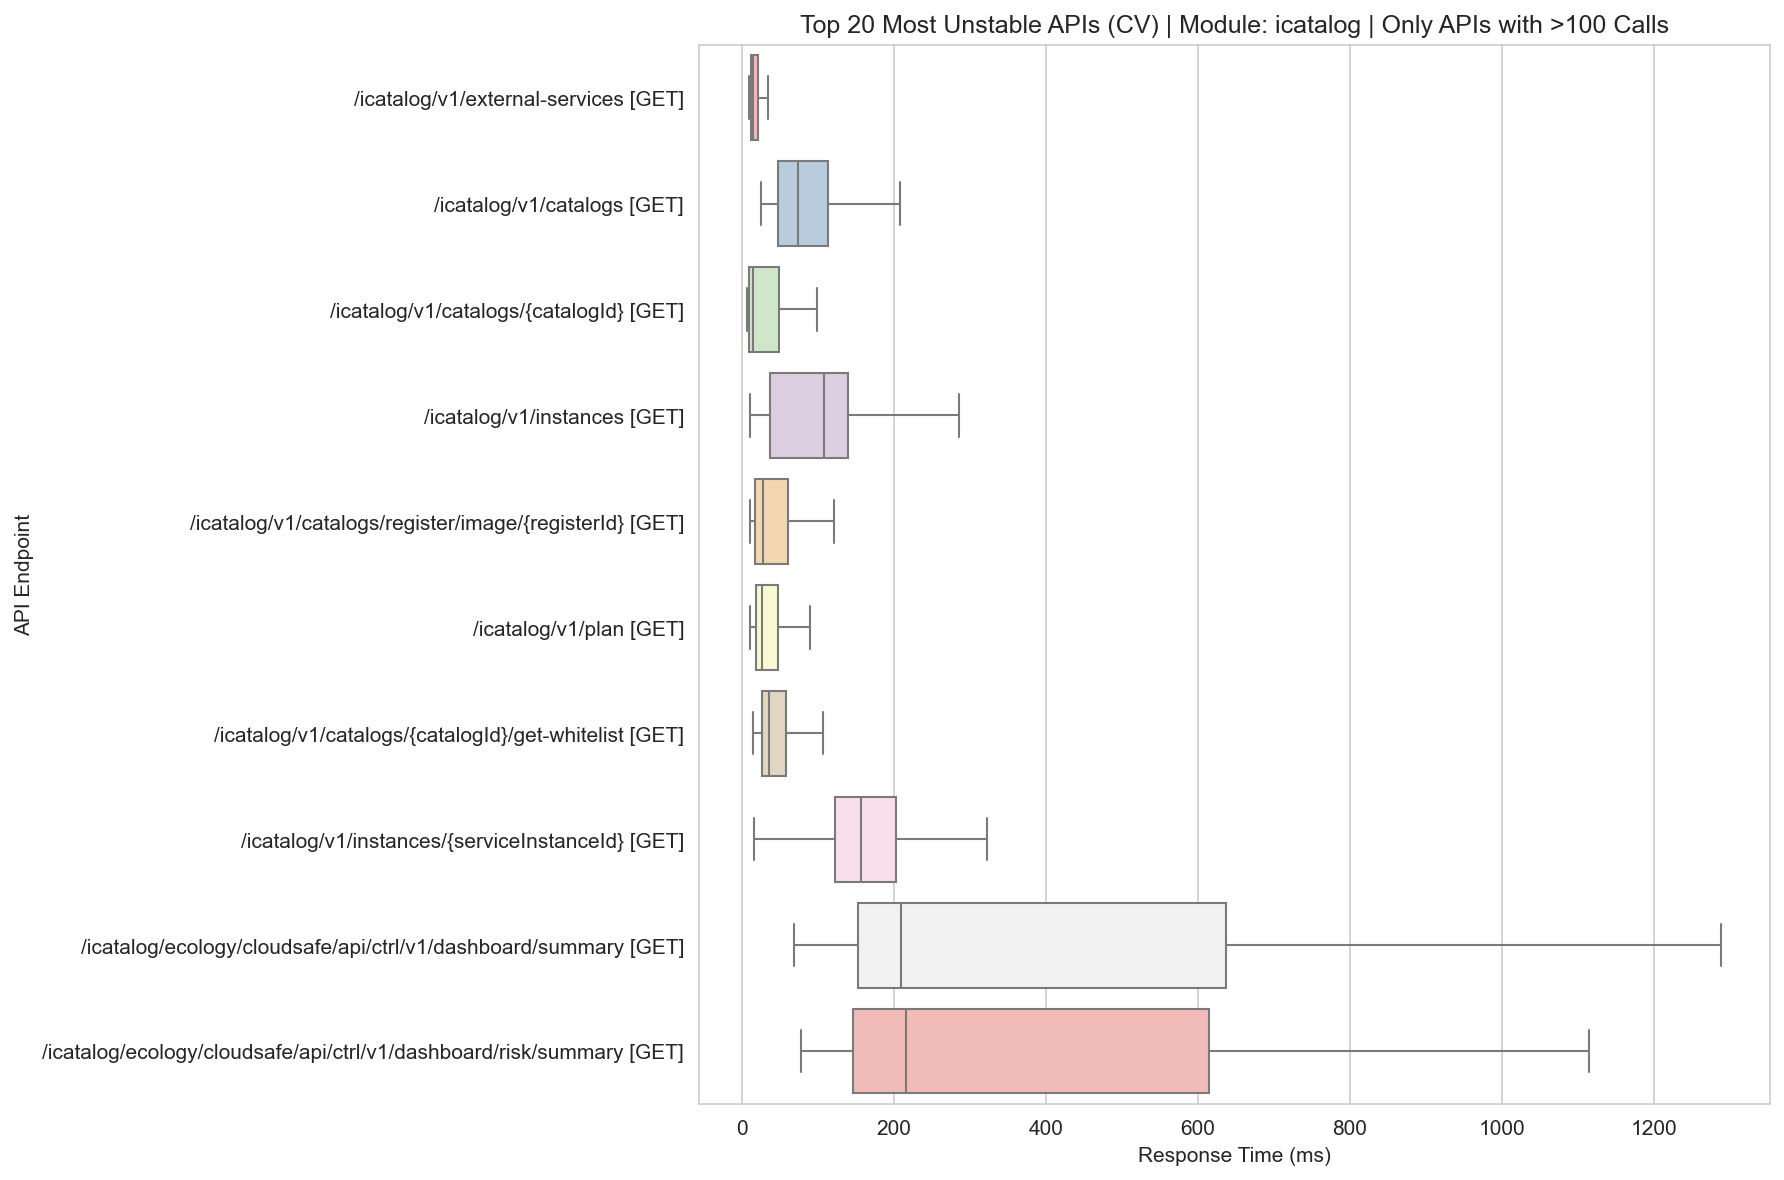 Top 20 Most Unstable APIs (CV) | Module: icatalog | Only APIs with >100 Calls
API Endpoint
/icatalog/v1/external-services [GET]
/icatalog/v1/catalogs [GET]
/icatalog/v1/catalogs/{catalogId} [GET]
/icatalog/v1/instances [GET]
/icatalog/v1/catalogs/register/image/{registerId} [GET]
/icatalog/v1/plan [GET]
/icatalog/v1/catalogs/{catalogId}/get-whitelist [GET]
/icatalog/v1/instances/{serviceInstanceId} [GET]
/icatalog/ecology/cloudsafe/api/ctrl/v1/dashboard/summary [GET]
/icatalog/ecology/cloudsafe/api/ctrl/v1/dashboard/risk/summary [GET]
0 200 400 600 800 1000 1200
Response Time (ms)